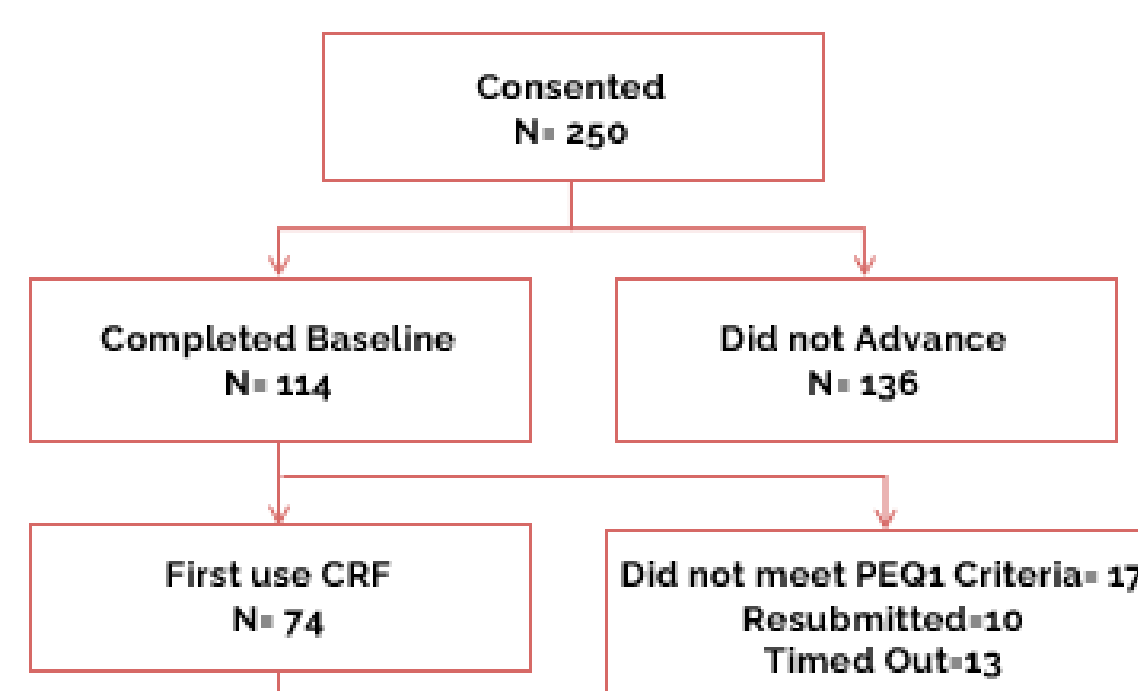 Consented
N= 250
Completed Baseline
N= 114
Did not Advance
N= 136
First use CRF
N= 74
Did not meet PEQ1 Criteria= 17
Resubmitted=10
Timed Out=13